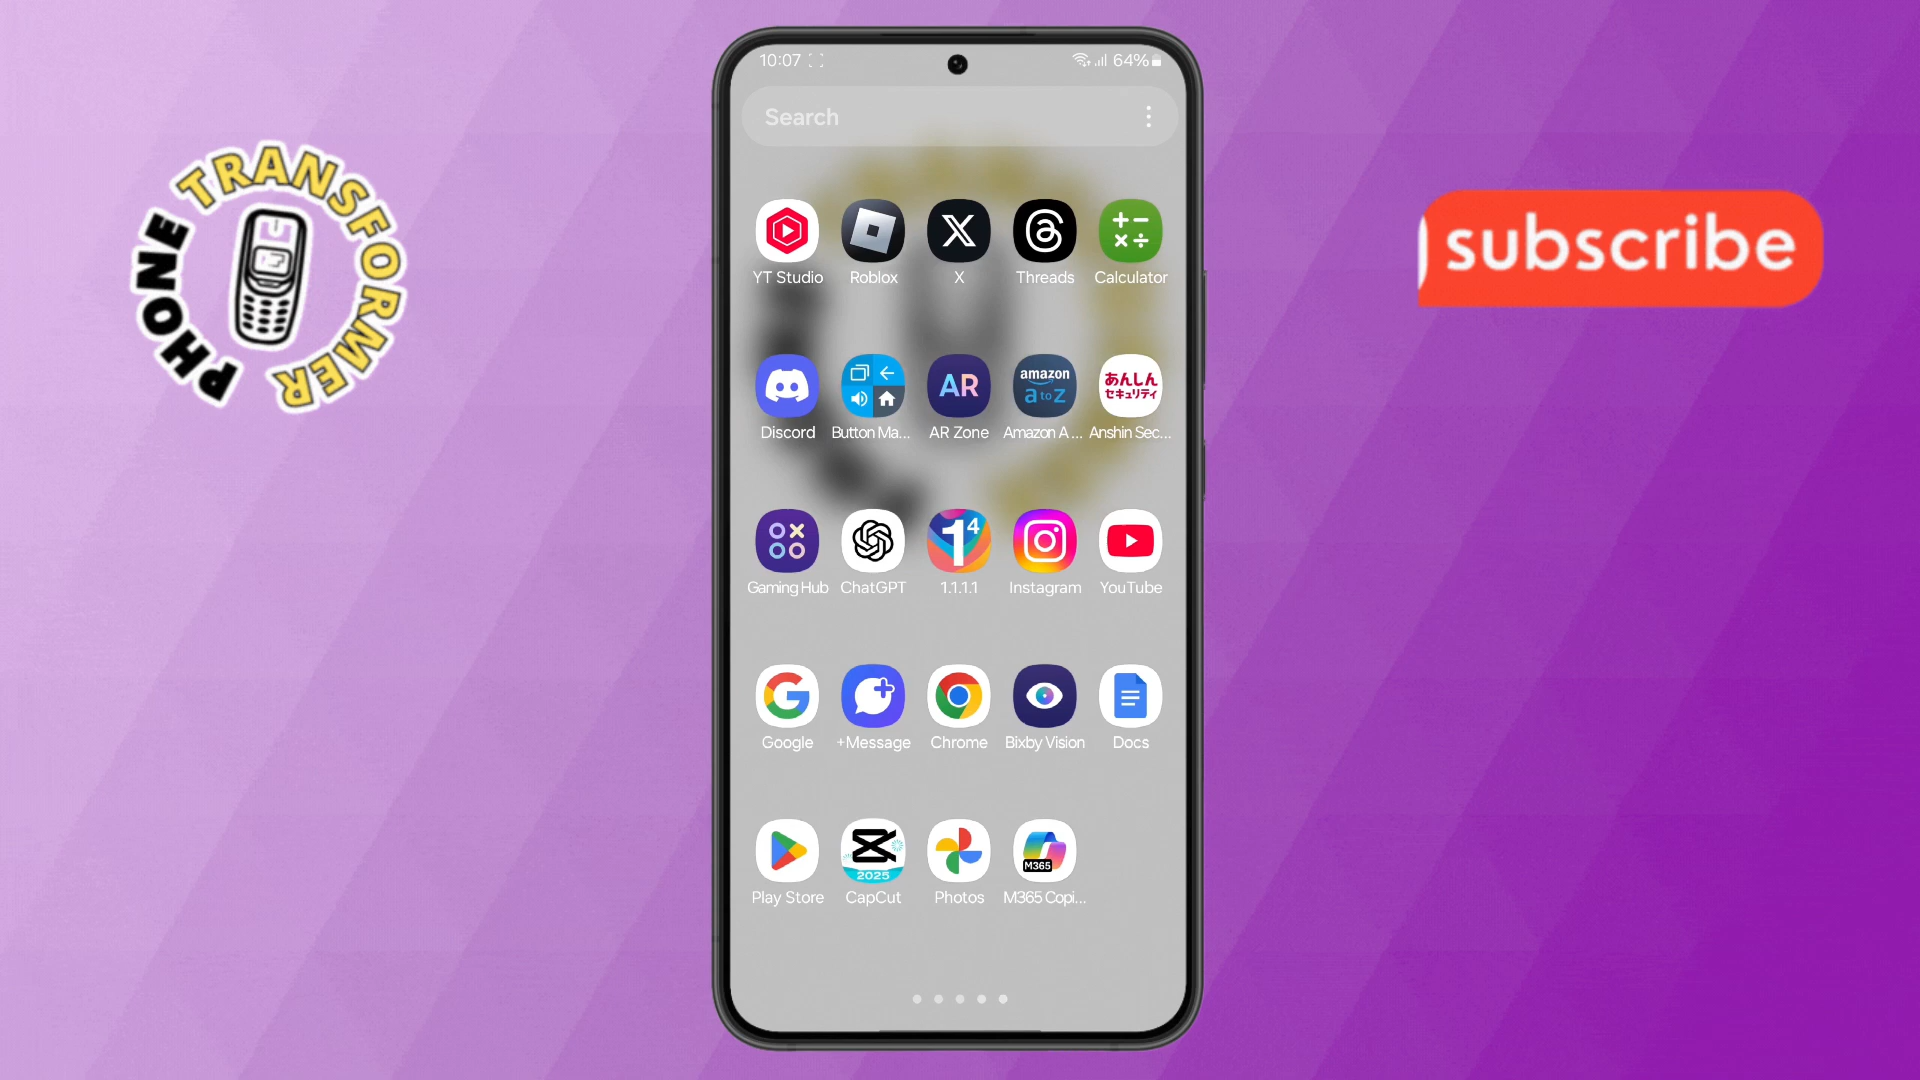 PHONE TRANSFORMER
10:07
64%
Search
YT Studio
Roblox
X
Threads
Calculator
AR
amazon
a to z
あんしん
セキュリティ
Discord
Button Ma...
AR Zone
Amazon A ...
Anshin Sec...
1⁴
Gaming Hub
ChatGPT
1.1.1.1
Instagram
YouTube
Google
+Message
Chrome
Bixby Vision
Docs
2025
M365
Play Store
CapCut
Photos
M365 Copi...
subscribe